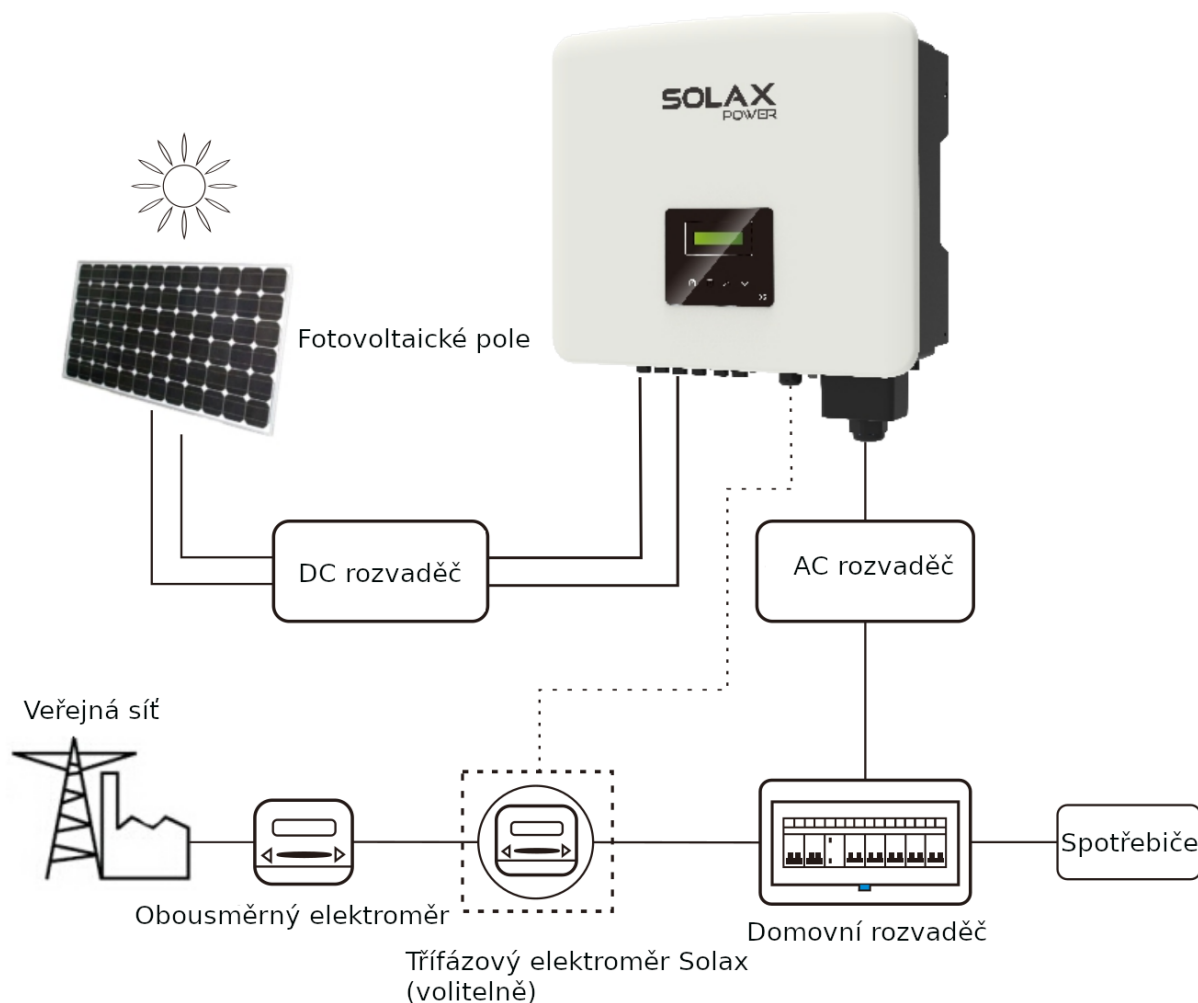 SOLAX
POWER
Fotovoltaické pole
DC rozvaděč
AC rozvaděč
Veřejná síť
Spotřebiče
Obousměrný elektroměr
Domovní rozvaděč
Třífázový elektroměr Solax
(volitelně)